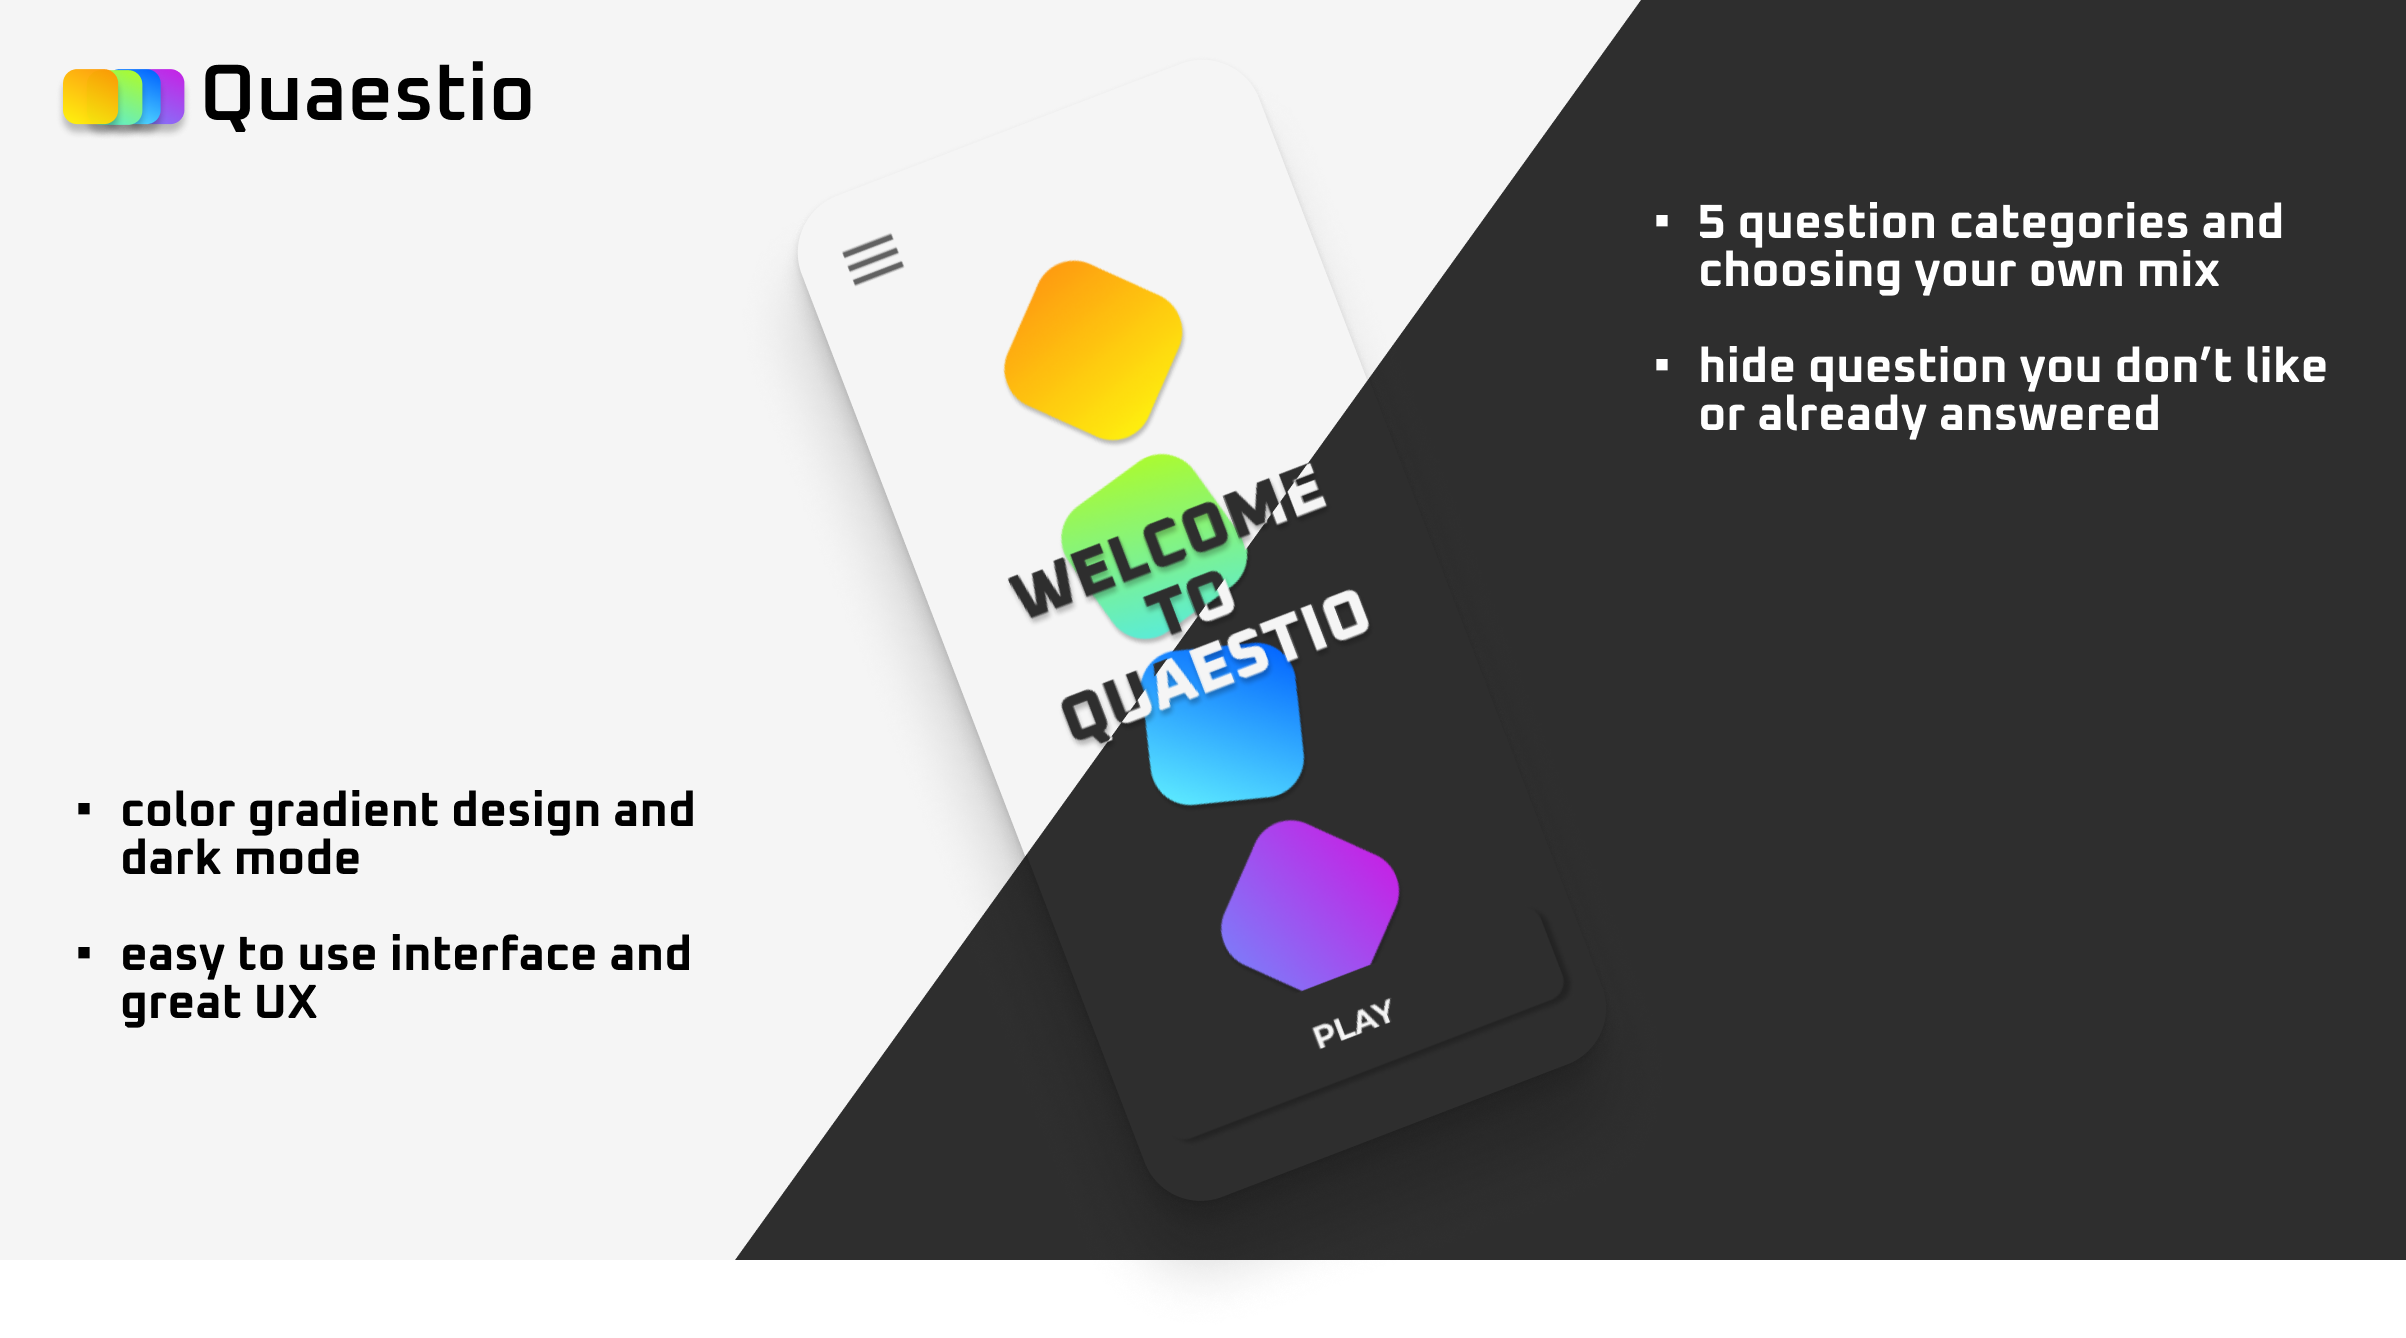 Quaestio
▪ 5 question categories and
choosing your own mix
▪ hide question you don’t like
or already answered
WELCOME
TO
QUAESTIO
▪ color gradient design and
dark mode
▪ easy to use interface and
great UX
PLAY